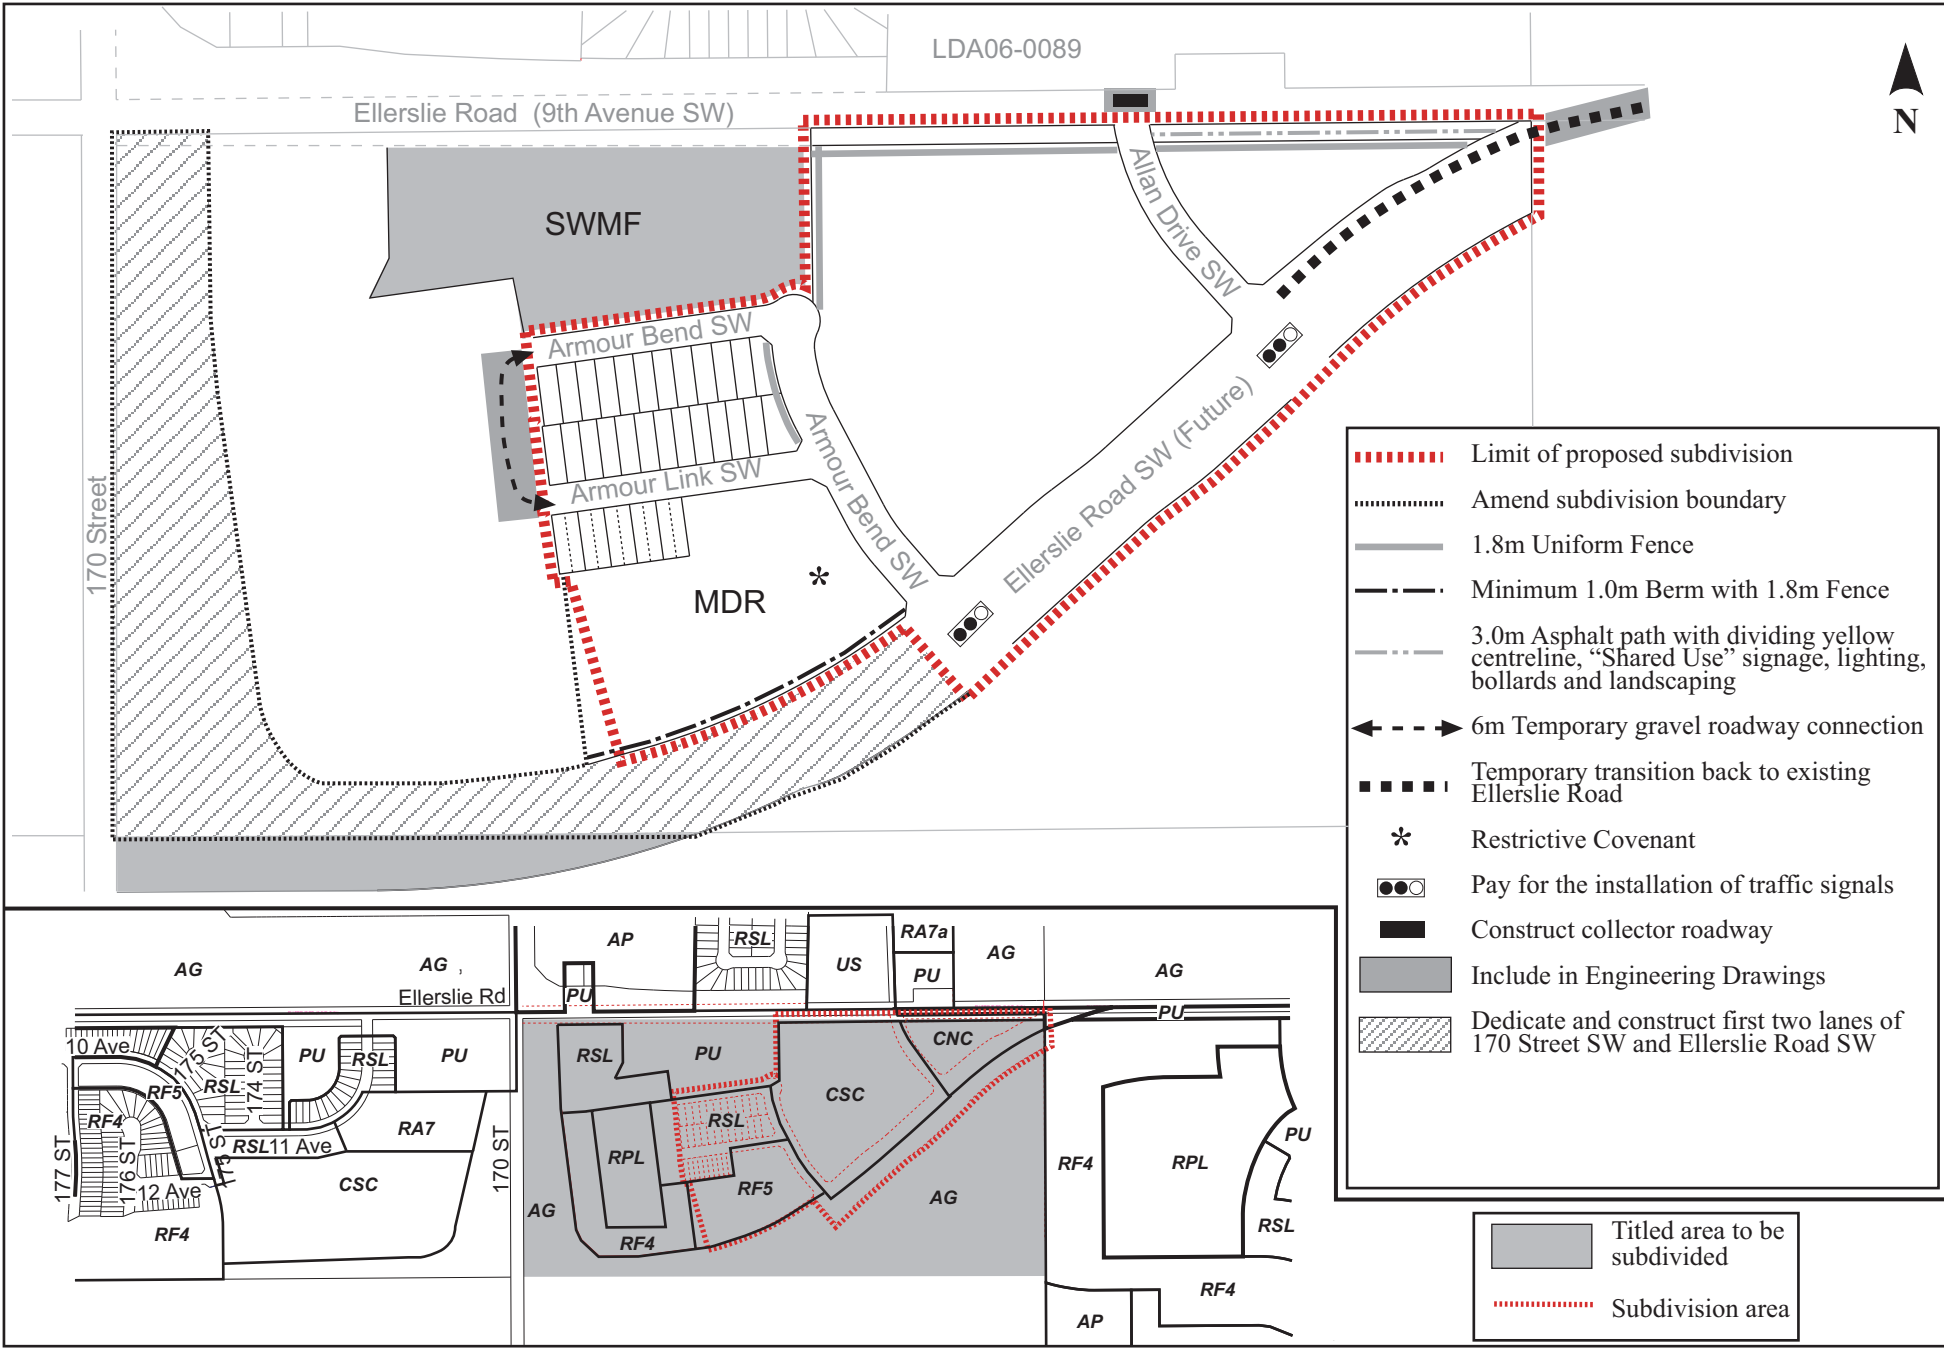 LDA06-0089
Ellerslie Road (9th Avenue SW)
N
SWMF
Allan Drive SW
Armour Bend SW
Armour Link SW
Armour Bend SW
Ellerslie Road SW (Future)
MDR
*
170 Street
Limit of proposed subdivision
Amend subdivision boundary
1.8m Uniform Fence
Minimum 1.0m Berm with 1.8m Fence
3.0m Asphalt path with dividing yellow
centreline, “Shared Use” signage, lighting,
bollards and landscaping
6m Temporary gravel roadway connection
Temporary transition back to existing
Ellerslie Road
* Restrictive Covenant
Pay for the installation of traffic signals
Construct collector roadway
Include in Engineering Drawings
Dedicate and construct first two lanes of
170 Street SW and Ellerslie Road SW
AG
AG ,
Ellerslie Rd
AP
PU
RSL
US
RA7a
PU
AG
AG
PU
10 Ave
175 ST
RSL
174 ST
PU
RSL
PU
RF5
RF4
177 ST
176 ST
175 ST
RSL
11 Ave
12 Ave
RA7
CSC
RF4
170 ST
RSL
PU
CNC
CSC
RSL
RPL
RF5
AG
RF4
AG
RF4
RPL
PU
RSL
RF4
AP
Titled area to be
subdivided
Subdivision area